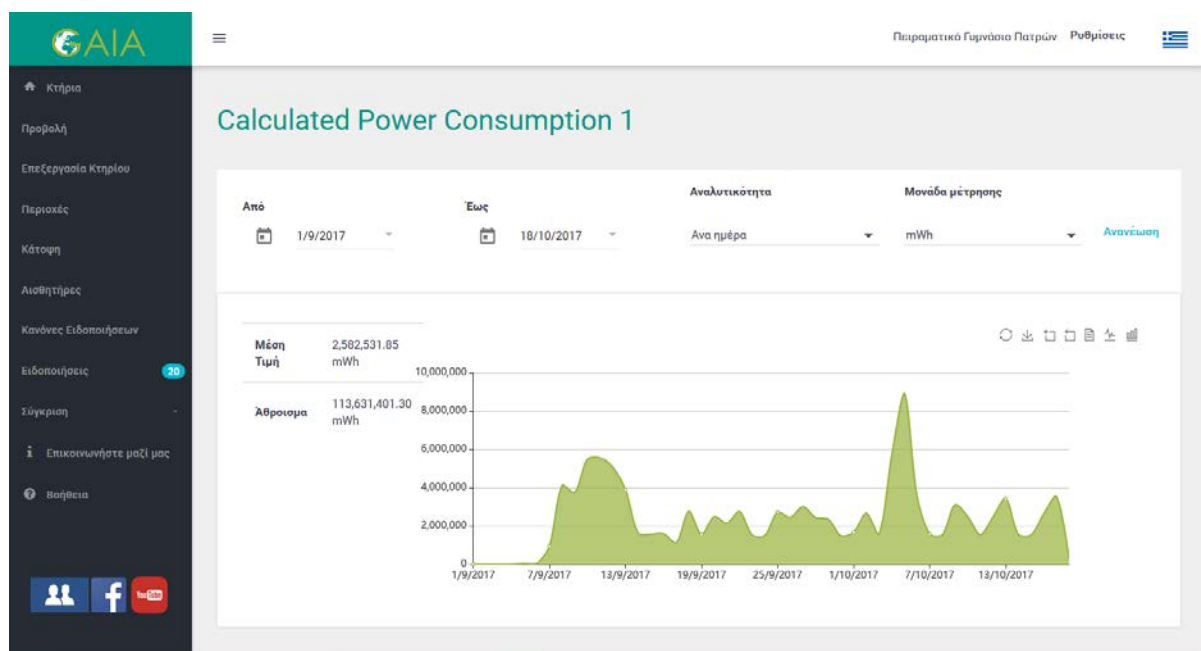 GAIA
Πειραματικό Γυμνάσιο Πατρών Ρυθμίσεις
Κτήρια
Προβολή
Επεξεργασία Κτηρίου
Περιοχές
Κάτοψη
Αισθητήρες
Κανόνες Ειδοποιήσεων
Ειδοποιήσεις 20
Σύγκριση
Επικοινωνήστε μαζί μας
Βοήθεια
You Tube
Calculated Power Consumption 1
Από
1/9/2017
Έως
18/10/2017
Αναλυτικότητα
Ανα ημέρα
Μονάδα μέτρησης
mWh
Ανανέωση
Μέση
Τιμή
2,582,531.85
mWh
Άθροισμα
113,631,401.30
mWh
10,000,000
8,000,000
6,000,000
4,000,000
2,000,000
0
1/9/2017 7/9/2017 13/9/2017 19/9/2017 25/9/2017 1/10/2017 7/10/2017 13/10/2017